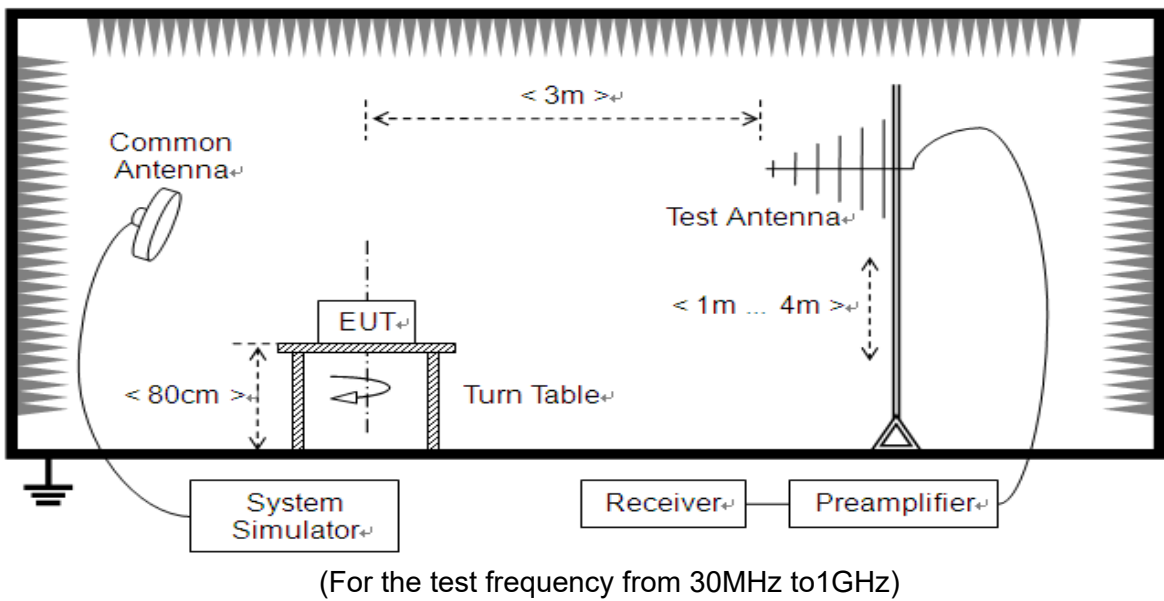 < 3m >↵
Common
Antenna↵
Test Antenna↵
< 1m ... 4m >↵
EUT↵
< 80cm >↵
Turn Table↵
System
Simulator↵
Receiver↵
Preamplifier↵
(For the test frequency from 30MHz to1GHz)